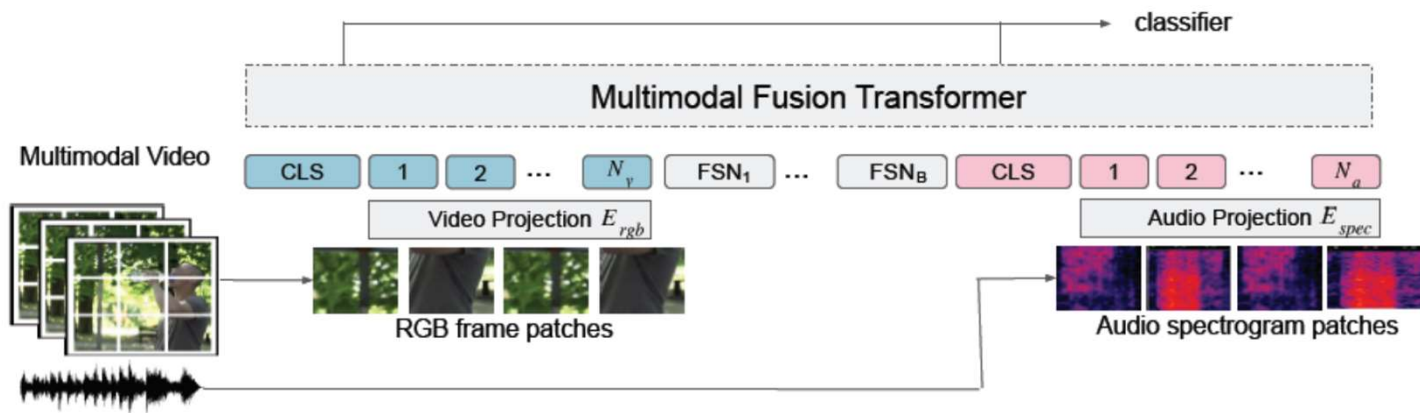 classifier
Multimodal Fusion Transformer
Multimodal Video
CLS 1 2 ... N_v FSN₁ ... FSN_B CLS 1 2 ... N_a
Video Projection E_rgb
Audio Projection E_spec
RGB frame patches
Audio spectrogram patches